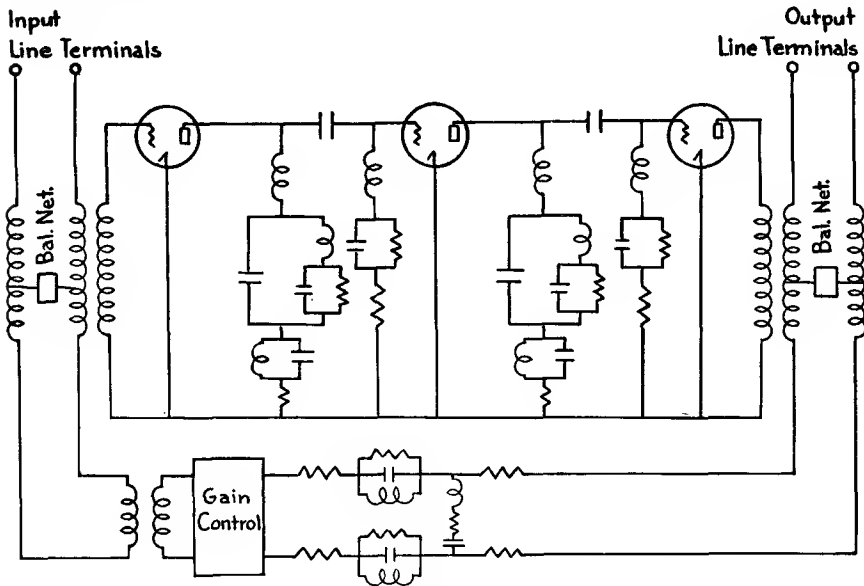 Input
Line Terminals
Output
Line Terminals
Bal. Net.
Bal. Net.
Gain
Control